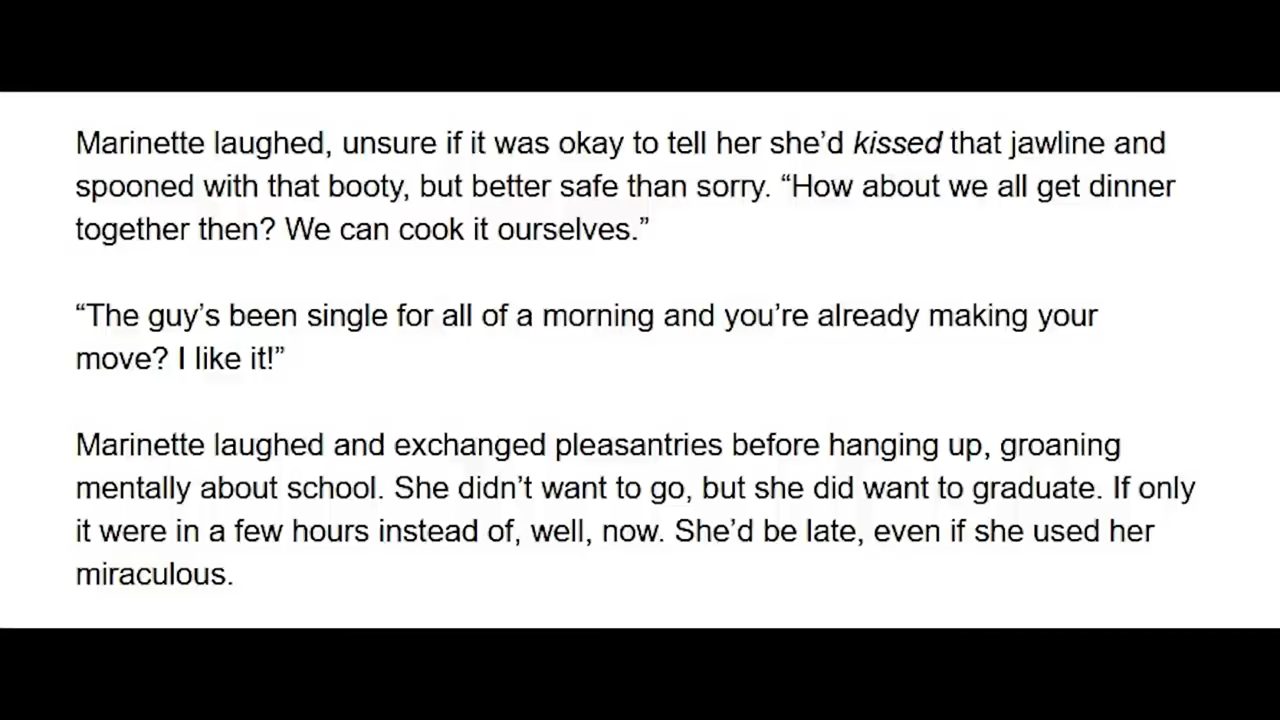 Marinette laughed, unsure if it was okay to tell her she’d kissed that jawline and
spooned with that booty, but better safe than sorry. “How about we all get dinner
together then? We can cook it ourselves.”
“The guy’s been single for all of a morning and you’re already making your
move? I like it!”
Marinette laughed and exchanged pleasantries before hanging up, groaning
mentally about school. She didn’t want to go, but she did want to graduate. If only
it were in a few hours instead of, well, now. She’d be late, even if she used her
miraculous.